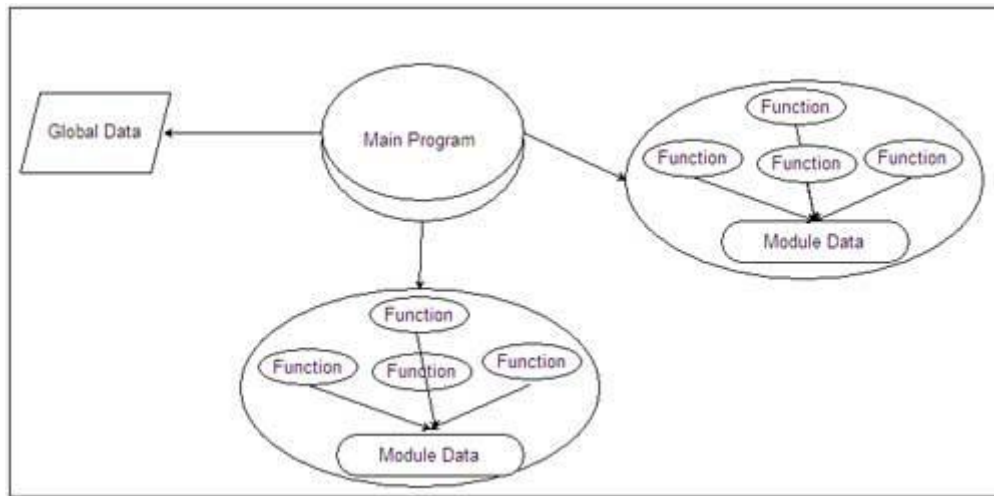 Global Data
Main Program
Function
Function
Function
Function
Module Data
Function
Function
Function
Function
Module Data